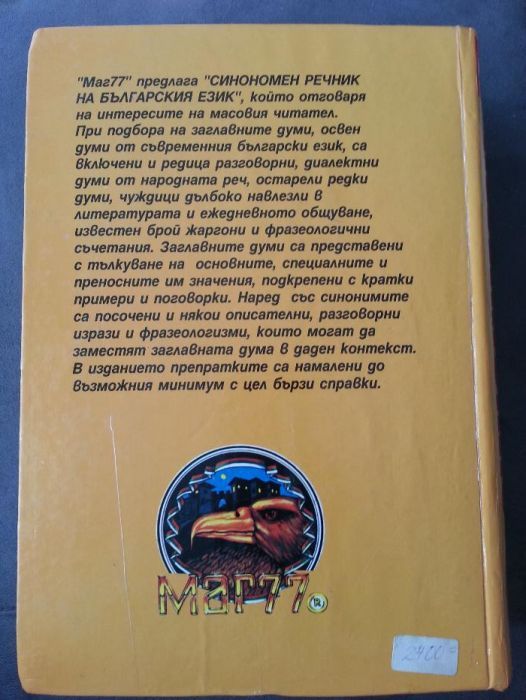 "Маг77" предлага "СИНОНОМЕН РЕЧНИК
НА БЪЛГАРСКИЯ ЕЗИК", който отговаря
на интересите на масовия читател.
При подбора на заглавните думи, освен
думи от съвременния български език, са
включени и редица разговорни, диалектни
думи от народната реч, остарели редки
думи, чуждици дълбоко навлезли в
литературата и ежедневното общуване,
известен брой жаргони и фразеологични
съчетания. Заглавните думи са представени
с тълкуване на основните, специалните и
преносните им значения, подкрепени с кратки
примери и поговорки. Наред със синонимите
са посочени и някои описателни, разговорни
изрази и фразеологизми, които могат да
заместят заглавната дума в даден контекст.
В изданието препратките са намалени до
възможния минимум с цел бързи справки.
Маг77
2400=